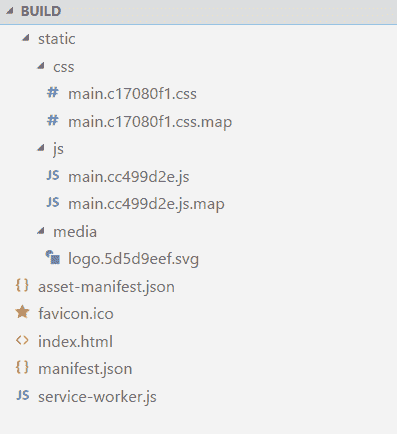 BUILD
static
css
# main.c17080f1.css
# main.c17080f1.css.map
js
JS main.cc499d2e.js
JS main.cc499d2e.js.map
media
logo.5d5d9eef.svg
{} asset-manifest.json
favicon.ico
<> index.html
{} manifest.json
JS service-worker.js